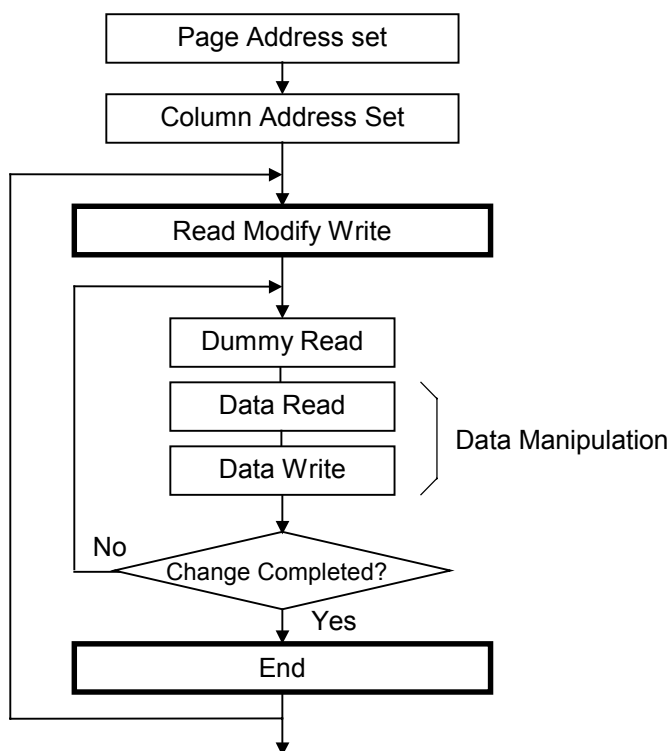 Page Address set
Column Address Set
Read Modify Write
Dummy Read
Data Read
Data Manipulation
Data Write
No
Change Completed?
Yes
End